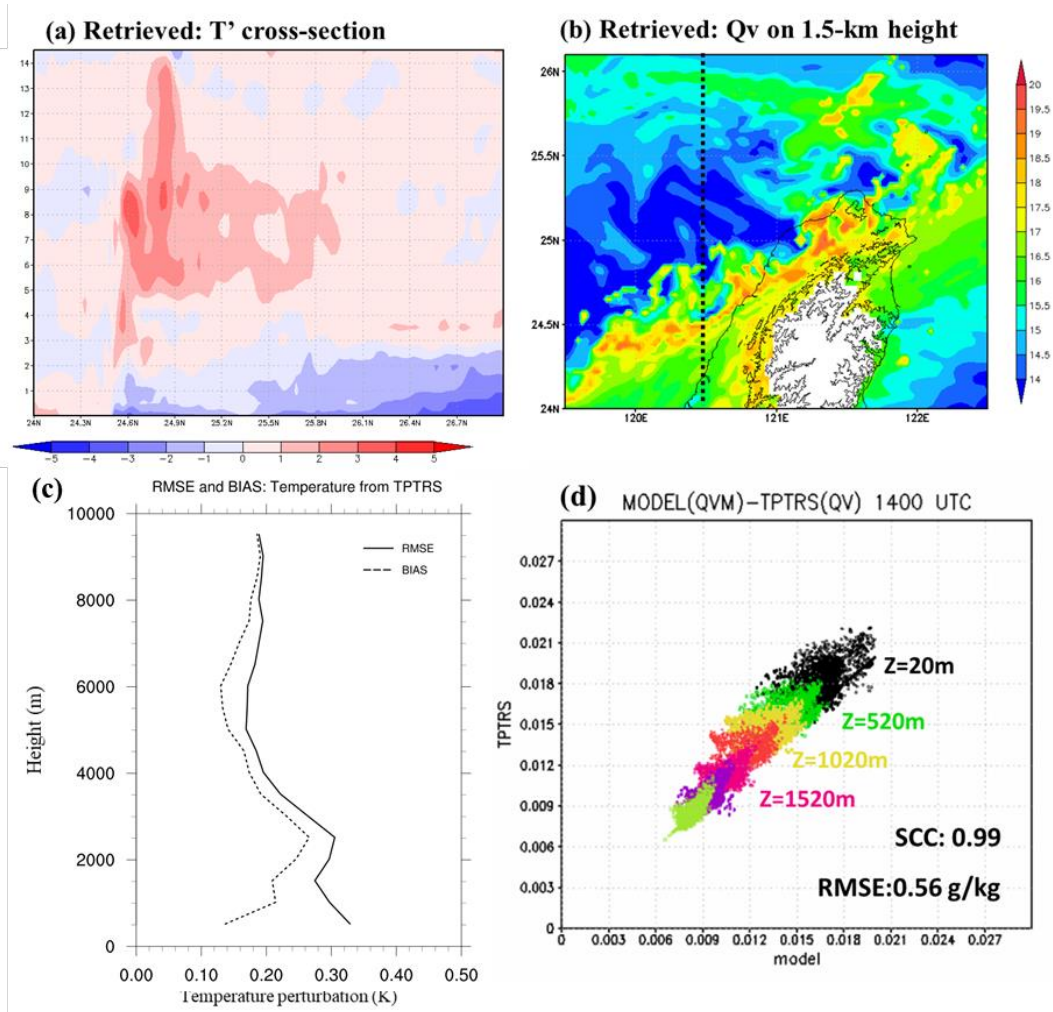 (a) Retrieved: T' cross-section
14
13
12
11
10
9
8
7
6
5
4
3
2
1
24N 24.3N 24.6N 24.9N 25.2N 25.5N 25.8N 26.1N 26.4N 26.7N
-5 -4 -3 -2 -1 0 1 2 3 4 5
(b) Retrieved: Qv on 1.5-km height
26N
25.5N
25N
24.5N
24N
120E 121E 122E
20
19.5
19
18.5
18
17.5
17
16.5
16
15.5
15
14.5
14
(c)
RMSE and BIAS: Temperature from TPTRS
10000
8000
6000
4000
2000
0
Height (m)
RMSE
BIAS
0.00 0.10 0.20 0.30 0.40 0.50
Temperature perturbation (K)
(d) MODEL(QVM)-TPTRS(QV) 1400 UTC
0.027
0.024
0.021
0.018
0.015
0.012
0.009
0.006
0.003
0
TPTRS
Z=20m
Z=520m
Z=1020m
Z=1520m
SCC: 0.99
RMSE:0.56 g/kg
0 0.003 0.006 0.009 0.012 0.015 0.018 0.021 0.024 0.027
model